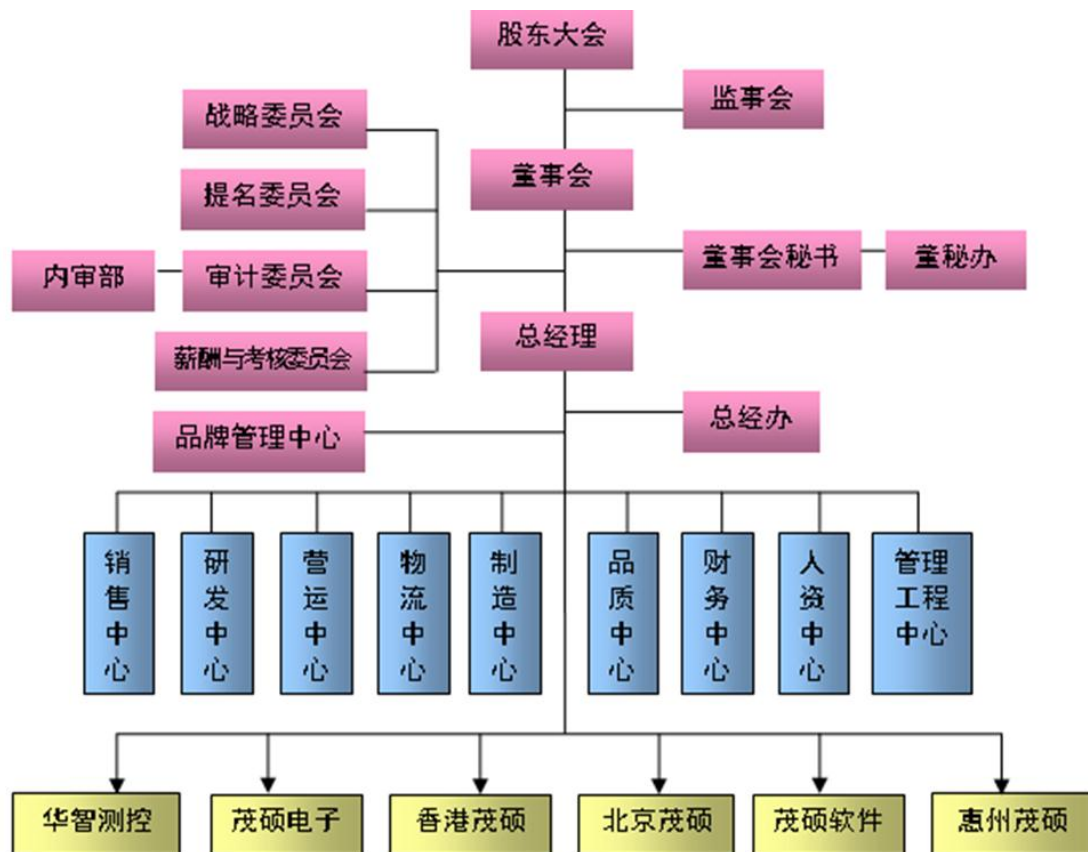 股东大会
监事会
战略委员会
董事会
提名委员会
董事会秘书
董秘办
内审部
审计委员会
总经理
薪酬与考核委员会
总经办
品牌管理中心
销售中心
研发中心
营运中心
物流中心
制造中心
品质中心
财务中心
人资中心
管理
工程
中心
华智测控
茂硕电子
香港茂硕
北京茂硕
茂硕软件
惠州茂硕